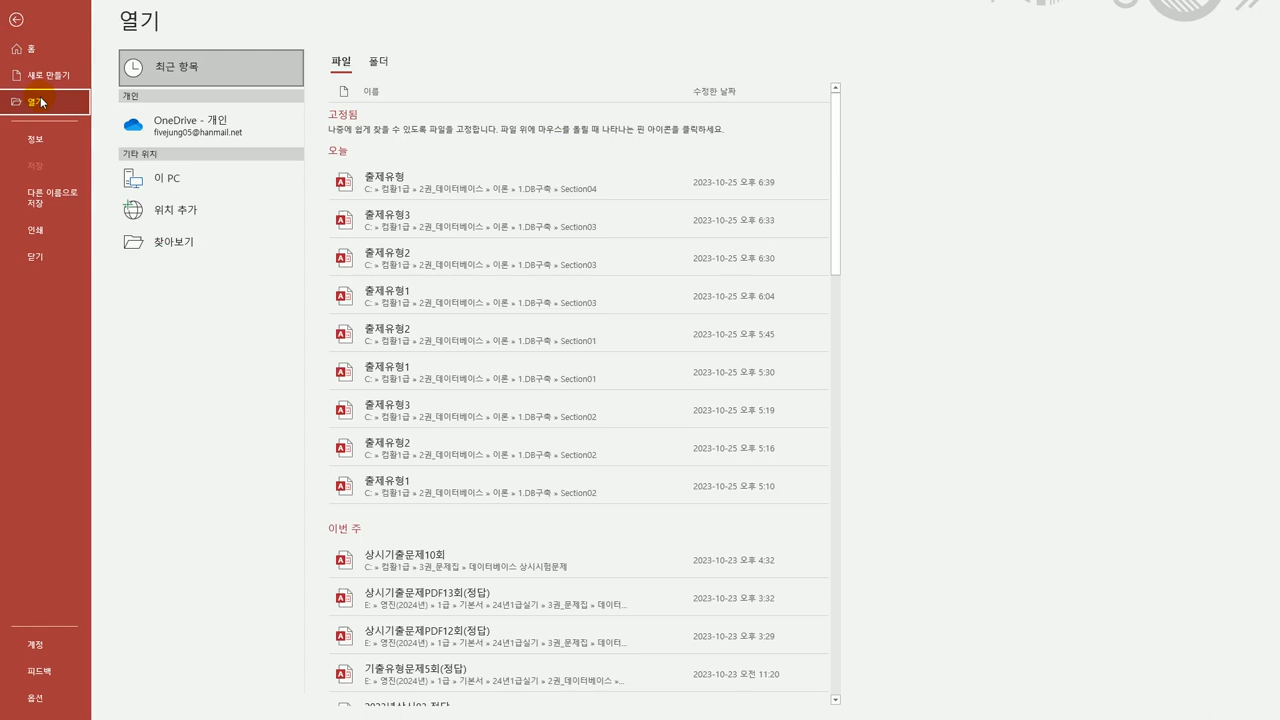 열기
홈
새로 만들기
열기
정보
저장
다른 이름으로
저장
인쇄
닫기
계정
피드백
옵션
최근 항목
개인
OneDrive - 개인
fivejung05@hanmail.net
기타 위치
이 PC
위치 추가
찾아보기
파일 폴더
이름 수정한 날짜
고정됨
나중에 쉽게 찾을 수 있도록 파일을 고정합니다. 파일 위에 마우스를 올릴 때 나타나는 핀 아이콘을 클릭하세요.
오늘
출제유형
C: » 컴활1급 » 2권_데이터베이스 » 이론 » 1.DB구축 » Section04
2023-10-25 오후 6:39
출제유형3
C: » 컴활1급 » 2권_데이터베이스 » 이론 » 1.DB구축 » Section03
2023-10-25 오후 6:33
출제유형2
C: » 컴활1급 » 2권_데이터베이스 » 이론 » 1.DB구축 » Section03
2023-10-25 오후 6:30
출제유형1
C: » 컴활1급 » 2권_데이터베이스 » 이론 » 1.DB구축 » Section03
2023-10-25 오후 6:04
출제유형2
C: » 컴활1급 » 2권_데이터베이스 » 이론 » 1.DB구축 » Section01
2023-10-25 오후 5:45
출제유형1
C: » 컴활1급 » 2권_데이터베이스 » 이론 » 1.DB구축 » Section01
2023-10-25 오후 5:30
출제유형3
C: » 컴활1급 » 2권_데이터베이스 » 이론 » 1.DB구축 » Section02
2023-10-25 오후 5:19
출제유형2
C: » 컴활1급 » 2권_데이터베이스 » 이론 » 1.DB구축 » Section02
2023-10-25 오후 5:16
출제유형1
C: » 컴활1급 » 2권_데이터베이스 » 이론 » 1.DB구축 » Section02
2023-10-25 오후 5:10
이번 주
상시기출문제10회
C: » 컴활1급 » 3권_문제집 » 데이터베이스 상시시험문제
2023-10-23 오후 4:32
상시기출문제PDF13회(정답)
E: » 영진(2024년) » 1급 » 기본서 » 24년1급실기 » 3권_문제집 » 데이터...
2023-10-23 오후 3:32
상시기출문제PDF12회(정답)
E: » 영진(2024년) » 1급 » 기본서 » 24년1급실기 » 3권_문제집 » 데이터...
2023-10-23 오후 3:29
기출유형문제5회(정답)
E: » 영진(2024년) » 1급 » 기본서 » 24년1급실기 » 2권_데이터베이스 »...
2023-10-23 오전 11:20